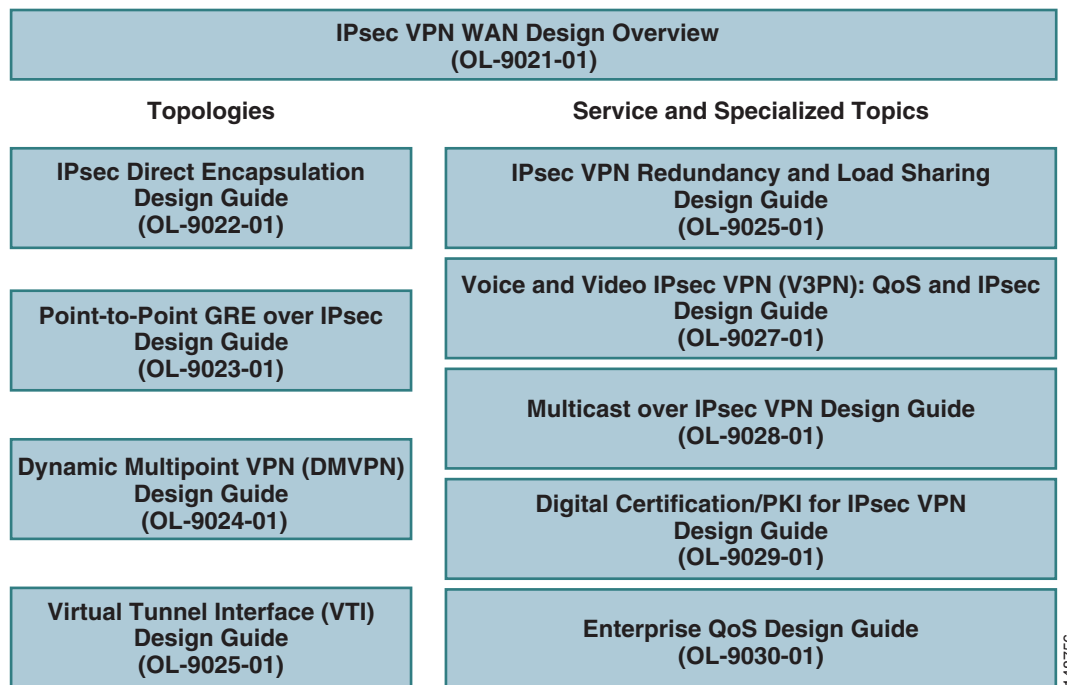 IPsec VPN WAN Design Overview
(OL-9021-01)
Topologies
Service and Specialized Topics
IPsec Direct Encapsulation
Design Guide
(OL-9022-01)
Point-to-Point GRE over IPsec
Design Guide
(OL-9023-01)
Dynamic Multipoint VPN (DMVPN)
Design Guide
(OL-9024-01)
Virtual Tunnel Interface (VTI)
Design Guide
(OL-9025-01)
IPsec VPN Redundancy and Load Sharing
Design Guide
(OL-9025-01)
Voice and Video IPsec VPN (V3PN): QoS and IPsec
Design Guide
(OL-9027-01)
Multicast over IPsec VPN Design Guide
(OL-9028-01)
Digital Certification/PKI for IPsec VPN
Design Guide
(OL-9029-01)
Enterprise QoS Design Guide
(OL-9030-01)